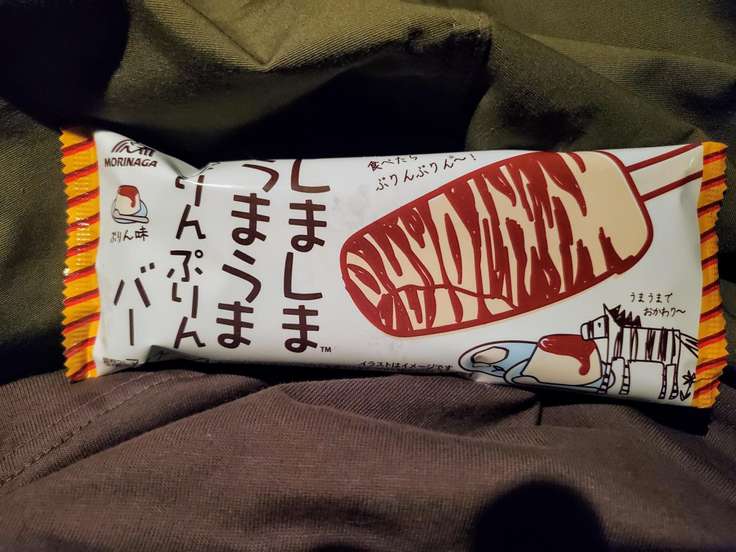 MORINAGA
ぷりん味
しましま™
うまうま
ぷりんぷりん
バー
食べたら
ぷりんぷりん〜!
うまうまで
おかわり〜
イラストはイメージです